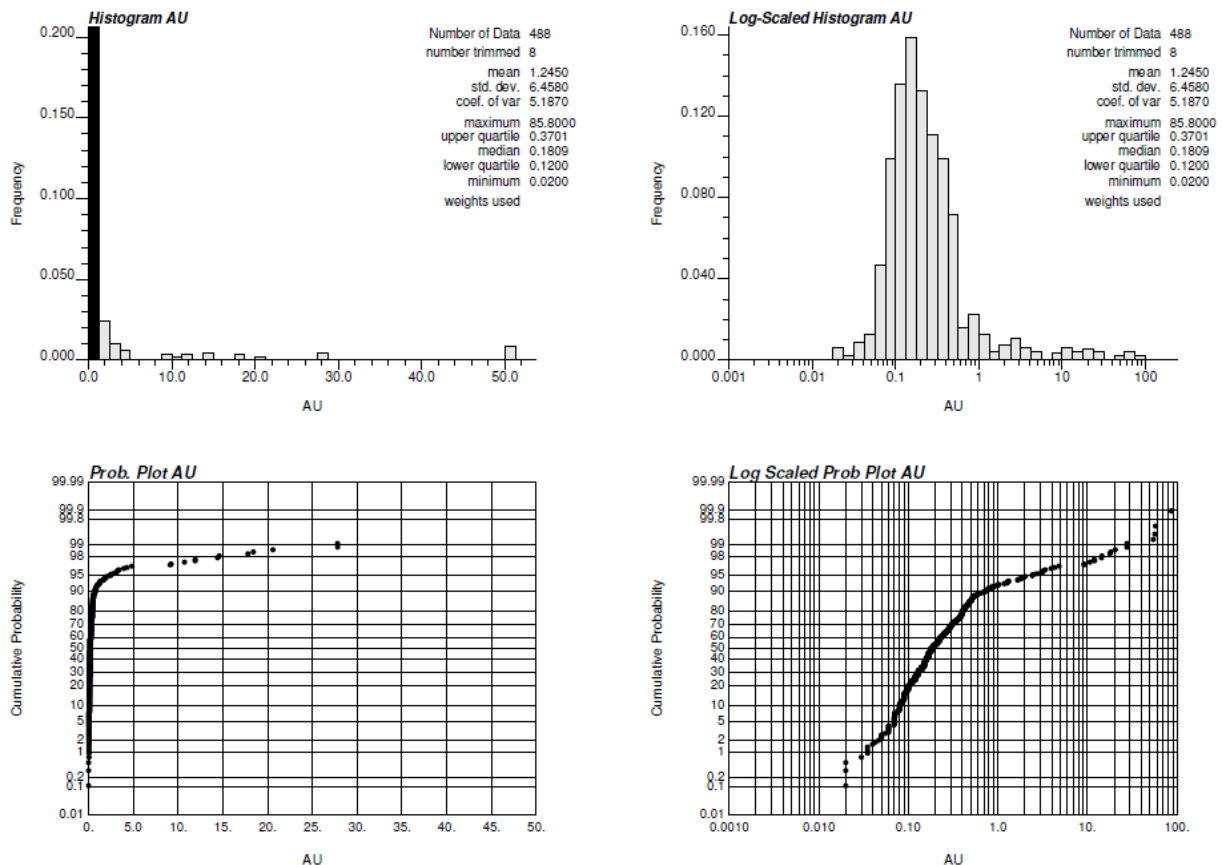 Histogram AU
Number of Data 488
number trimmed 8
mean 1.2450
std. dev. 6.4580
coef. of var 5.1870
maximum 85.8000
upper quartile 0.3701
median 0.1809
lower quartile 0.1200
minimum 0.0200
weights used
Frequency
0.200
0.150
0.100
0.050
0.000
0.0 10.0 20.0 30.0 40.0 50.0
AU
Log-Scaled Histogram AU
Number of Data 488
number trimmed 8
mean 1.2450
std. dev. 6.4580
coef. of var 5.1870
maximum 85.8000
upper quartile 0.3701
median 0.1809
lower quartile 0.1200
minimum 0.0200
weights used
Frequency
0.160
0.120
0.080
0.040
0.000
0.001 0.01 0.1 1 10 100
AU
Prob. Plot AU
Cumulative Probability
99.99
99.9
99.8
99
98
95
90
80
70
60
50
40
30
20
10
5
2
1
0.2
0.1
0.01
0. 5.0 10. 15. 20. 25. 30. 35. 40. 45. 50.
AU
Log Scaled Prob Plot AU
Cumulative Probability
99.99
99.9
99.8
99
98
95
90
80
70
60
50
40
30
20
10
5
2
1
0.2
0.1
0.01
0.0010 0.010 0.10 1.0 10. 100.
AU